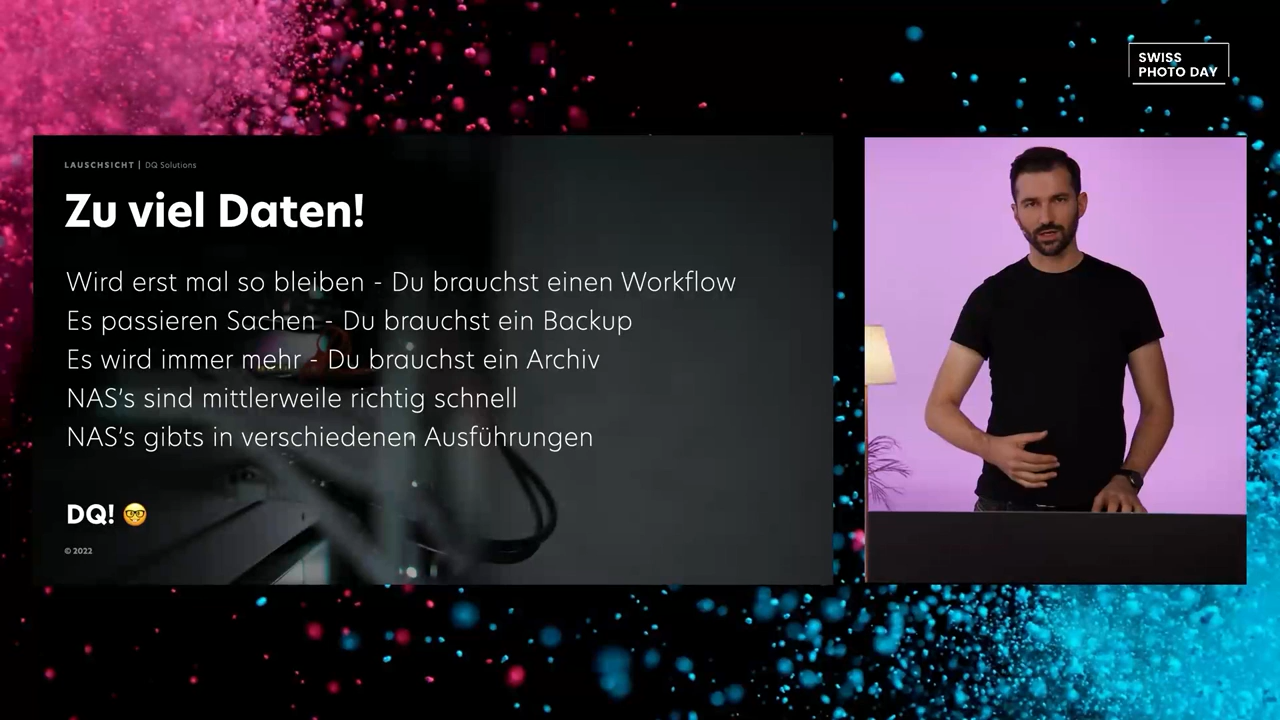 SWISS
PHOTO DAY
LAUSCHSICHT | DQ Solutions
Zu viel Daten!
Wird erst mal so bleiben - Du brauchst einen Workflow
Es passieren Sachen - Du brauchst ein Backup
Es wird immer mehr - Du brauchst ein Archiv
NAS's sind mittlerweile richtig schnell
NAS's gibts in verschiedenen Ausführungen
DQ! 🤓
© 2022